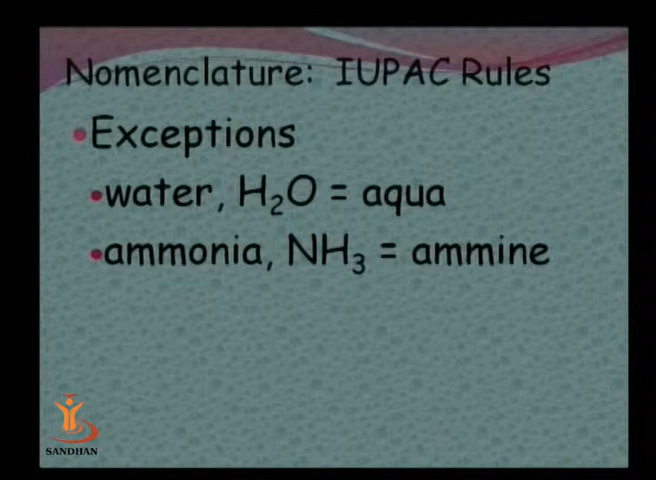 Nomenclature: IUPAC Rules
•Exceptions
•water, H₂O = aqua
•ammonia, NH₃ = ammine
SANDHAN